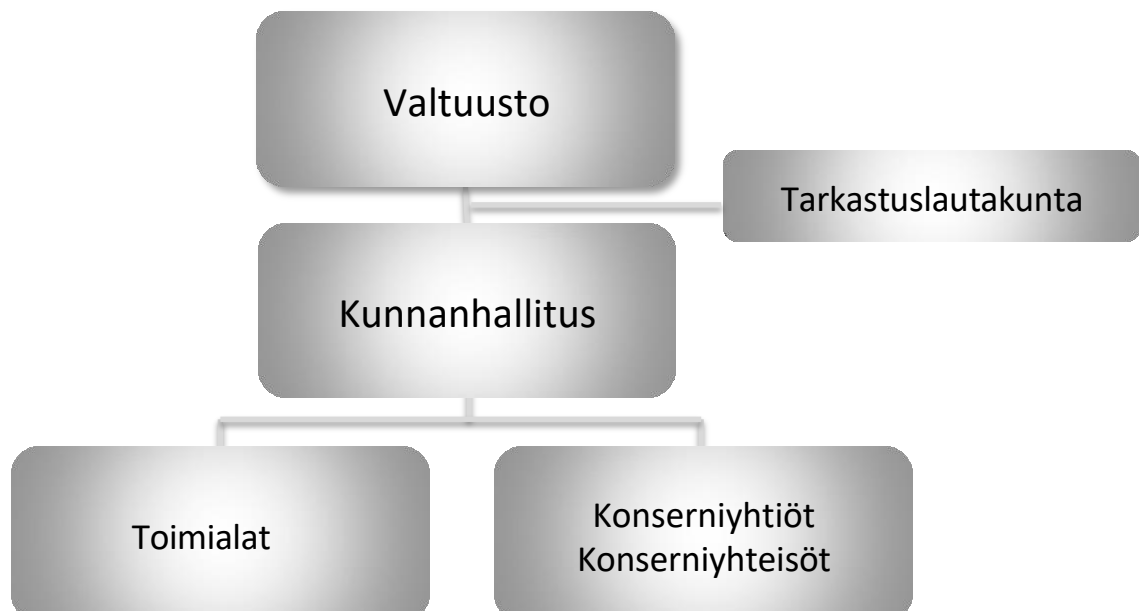 Valtuusto
Tarkastuslautakunta
Kunnanhallitus
Toimialat
Konserniyhtiöt
Konserniyhteisöt